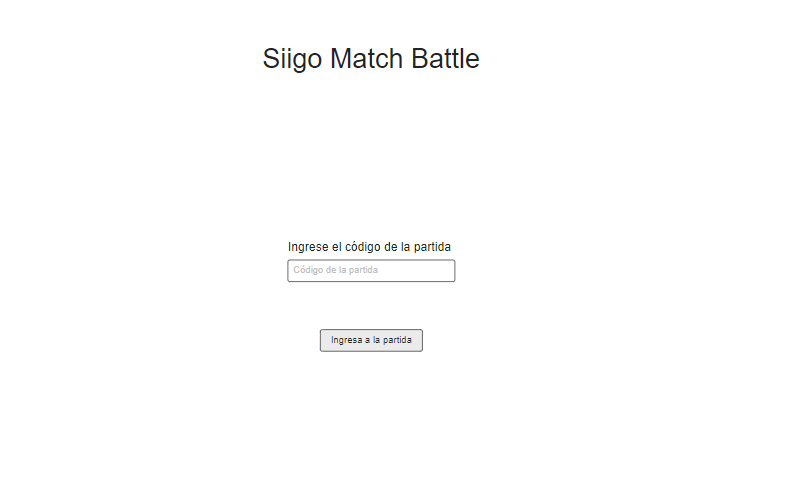 Siigo Match Battle
Ingrese el código de la partida
Código de la partida
Ingresa a la partida